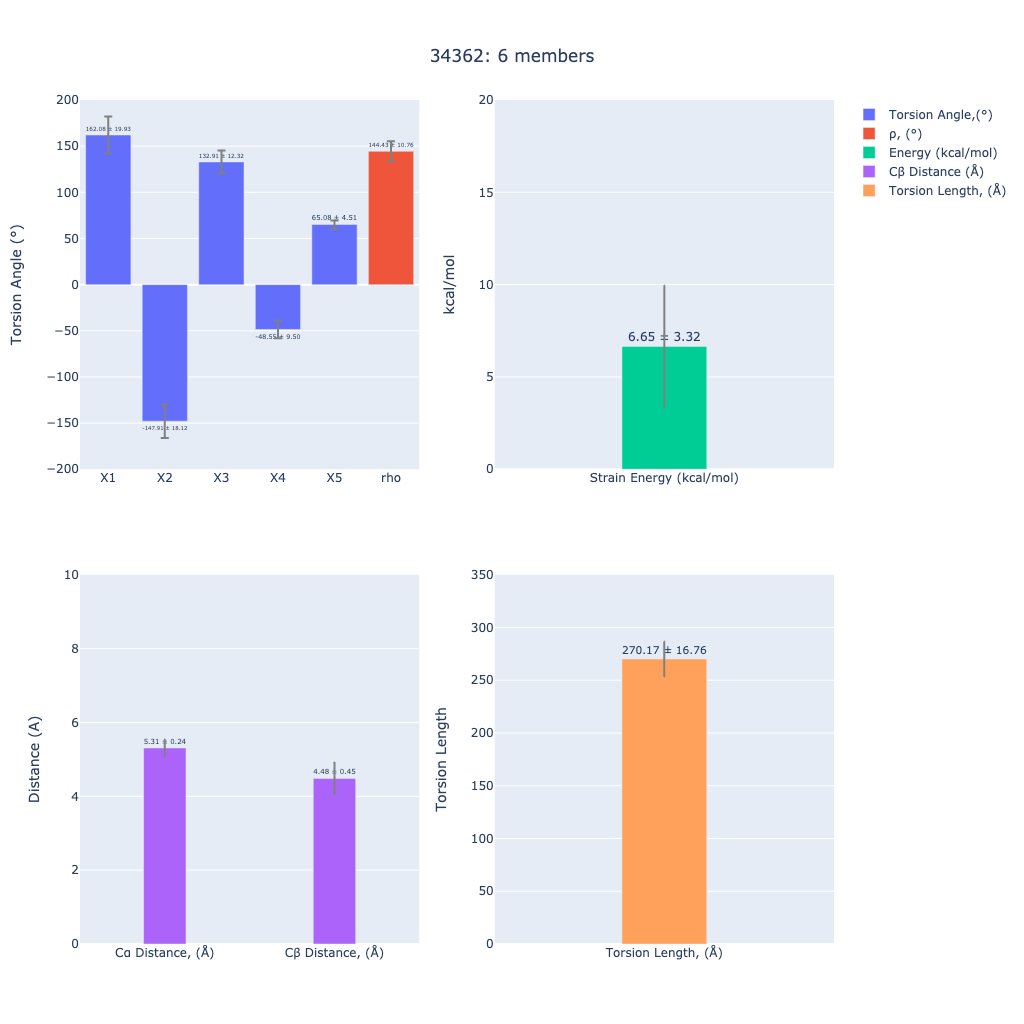 34362: 6 members
200
150
100
50
0
−50
−100
−150
−200
Torsion Angle (°)
162.08 ± 19.93
-147.91 ± 18.12
132.91 ± 12.32
-48.55 ± 9.50
65.08 ± 4.51
144.43 ± 10.76
X1
X2
X3
X4
X5
rho
20
15
10
5
0
kcal/mol
6.65 ± 3.32
Strain Energy (kcal/mol)
Torsion Angle,(°)
ρ, (°)
Energy (kcal/mol)
Cβ Distance (Å)
Torsion Length, (Å)
10
8
6
4
2
0
Distance (A)
5.31 ± 0.24
4.48 ± 0.45
Cα Distance, (Å)
Cβ Distance, (Å)
350
300
250
200
150
100
50
0
Torsion Length
270.17 ± 16.76
Torsion Length, (Å)